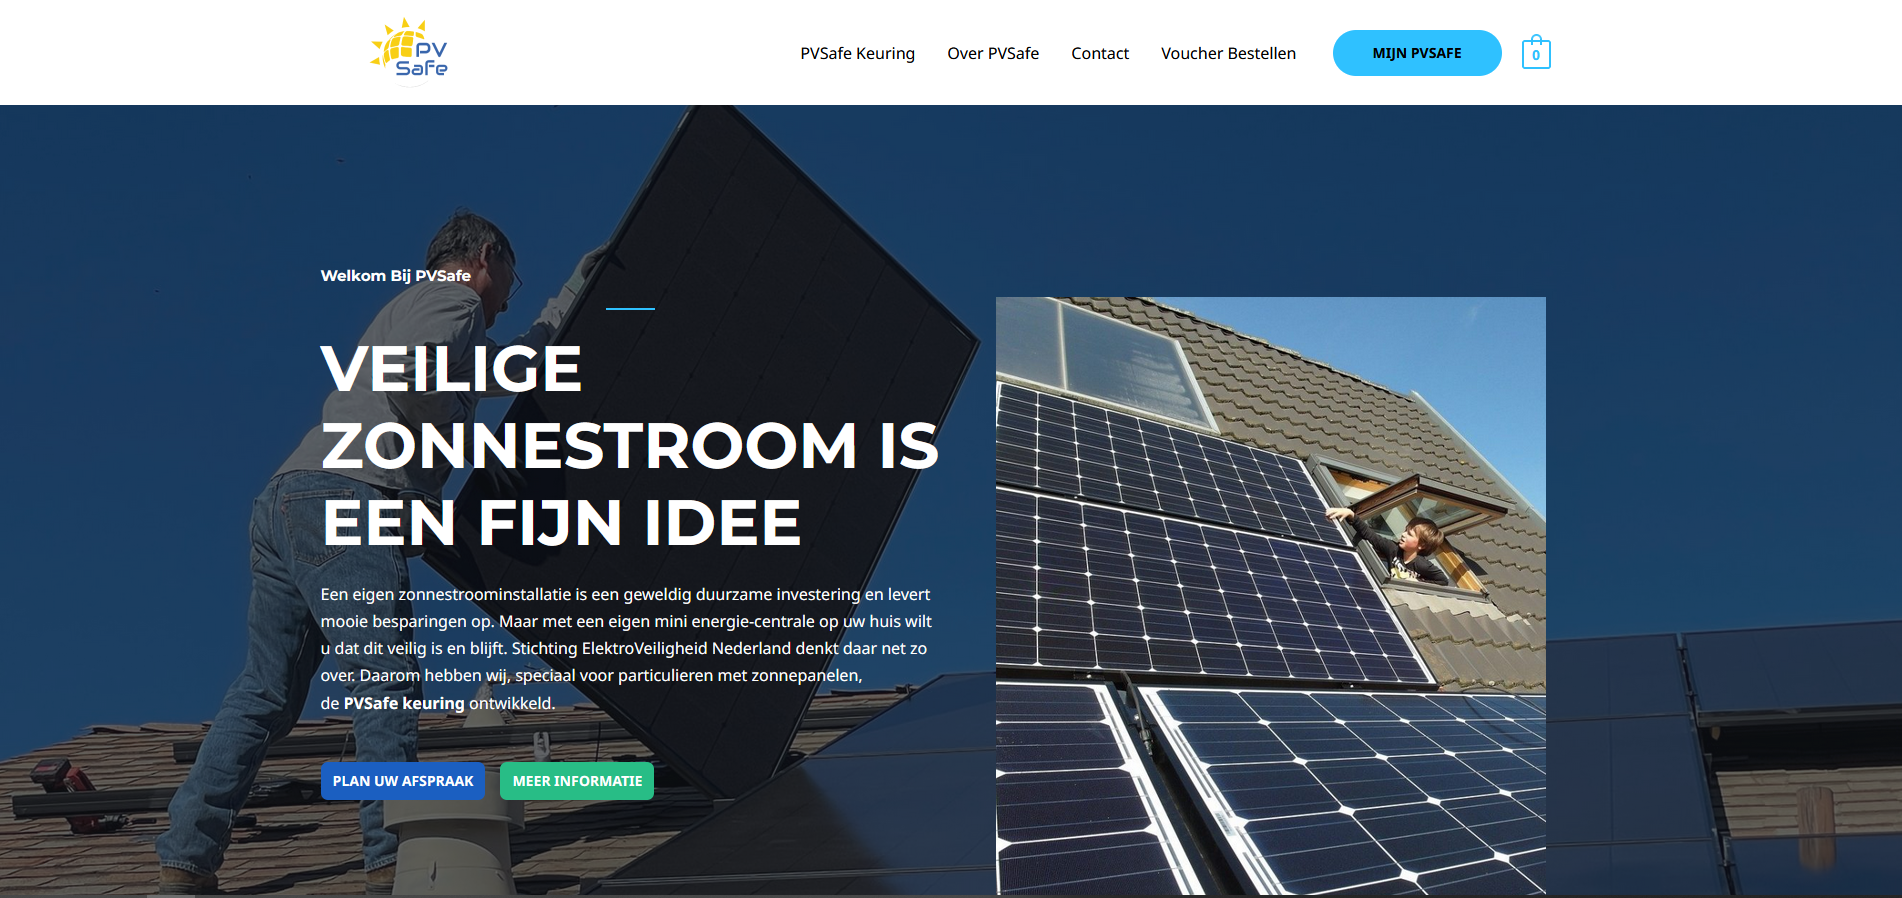 PV
Safe
PVSafe Keuring
Over PVSafe
Contact
Voucher Bestellen
MIJN PVSAFE
0
Welkom Bij PVSafe
VEILIGE
ZONNESTROOM IS
EEN FIJN IDEE
Een eigen zonnestroominstallatie is een geweldig duurzame investering en levert
mooie besparingen op. Maar met een eigen mini energie-centrale op uw huis wilt
u dat dit veilig is en blijft. Stichting ElektroVeiligheid Nederland denkt daar net zo
over. Daarom hebben wij, speciaal voor particulieren met zonnepanelen,
de PVSafe keuring ontwikkeld.
PLAN UW AFSPRAAK
MEER INFORMATIE